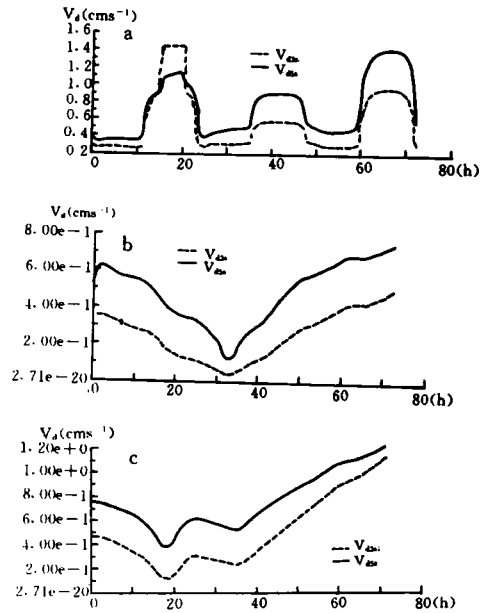 V_d(cms⁻¹)
a
1.6
1.4
1.2
1.0
0.8
0.6
0.4
0.2
0
20
40
60
80(h)
V_d(cms⁻¹)
b
8.00e-1
6.00e-1
4.00e-1
2.00e-1
2.71e-20
.0
20
40
60
80(h)
V_d(cms⁻¹)
c
1.20e+0
1.00e+0
8.00e-1
6.00e-1
4.00e-1
2.00e-1
2.71e-20
0
20
40
60
80(h)